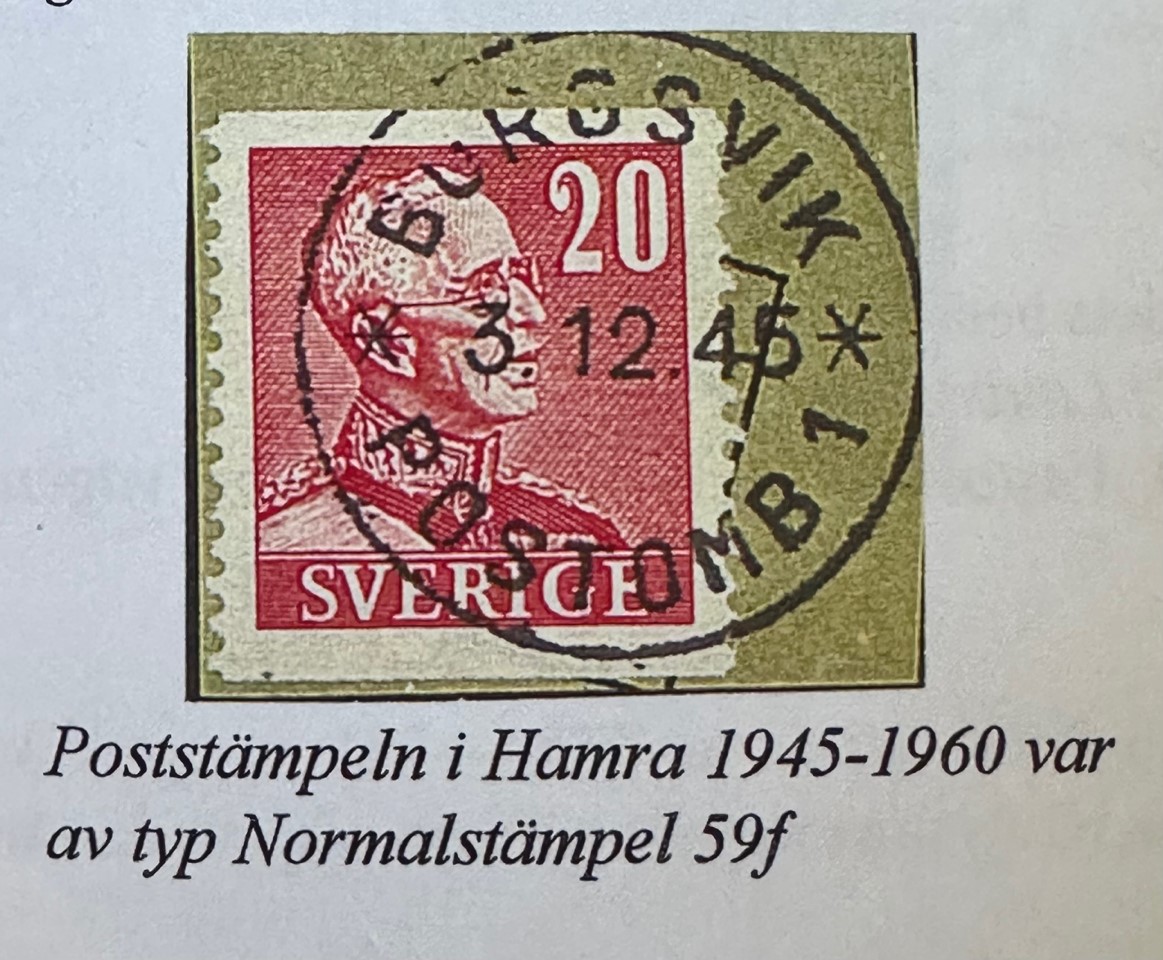 BURGSVIK
20
* 3. 12.45 *
POSTOMB 1
SVERIGE
Poststämpeln i Hamra 1945-1960 var
av typ Normalstämpel 59f